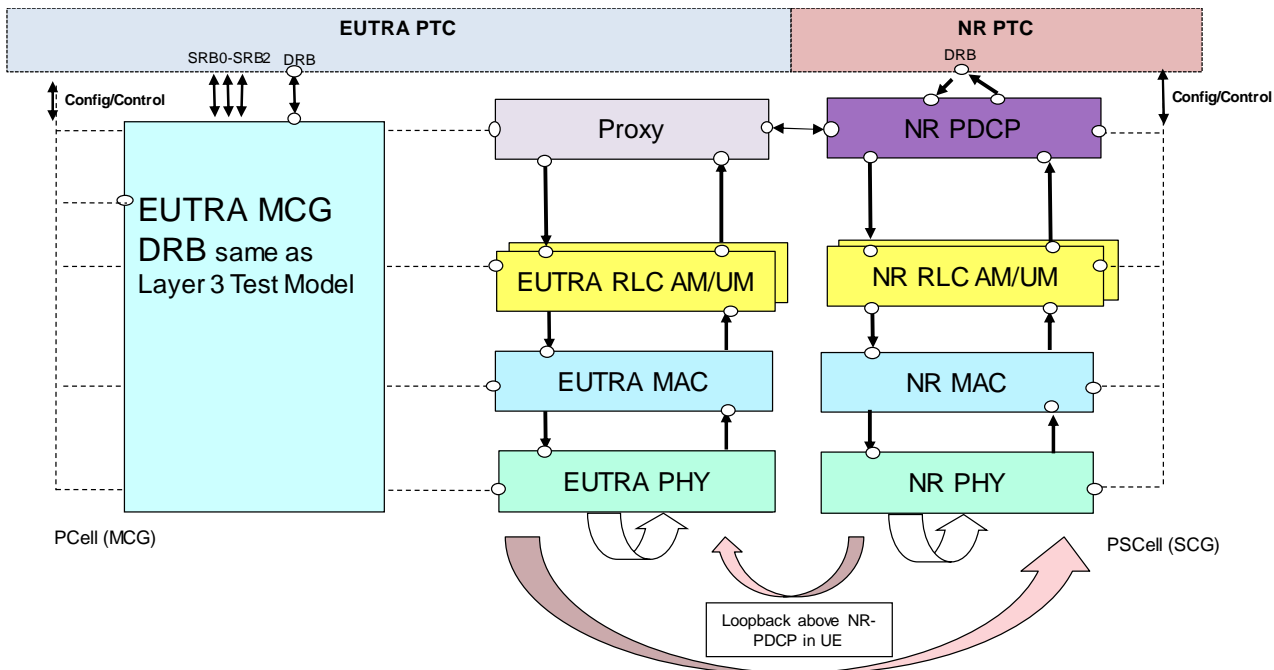 EUTRA PTC
NR PTC
SRB0-SRB2
DRB
DRB
Config/Control
Config/Control
Proxy
NR PDCP
EUTRA MCG
DRB same as
Layer 3 Test Model
EUTRA RLC AM/UM
NR RLC AM/UM
EUTRA MAC
NR MAC
EUTRA PHY
NR PHY
PCell (MCG)
PSCell (SCG)
Loopback above NR-
PDCP in UE